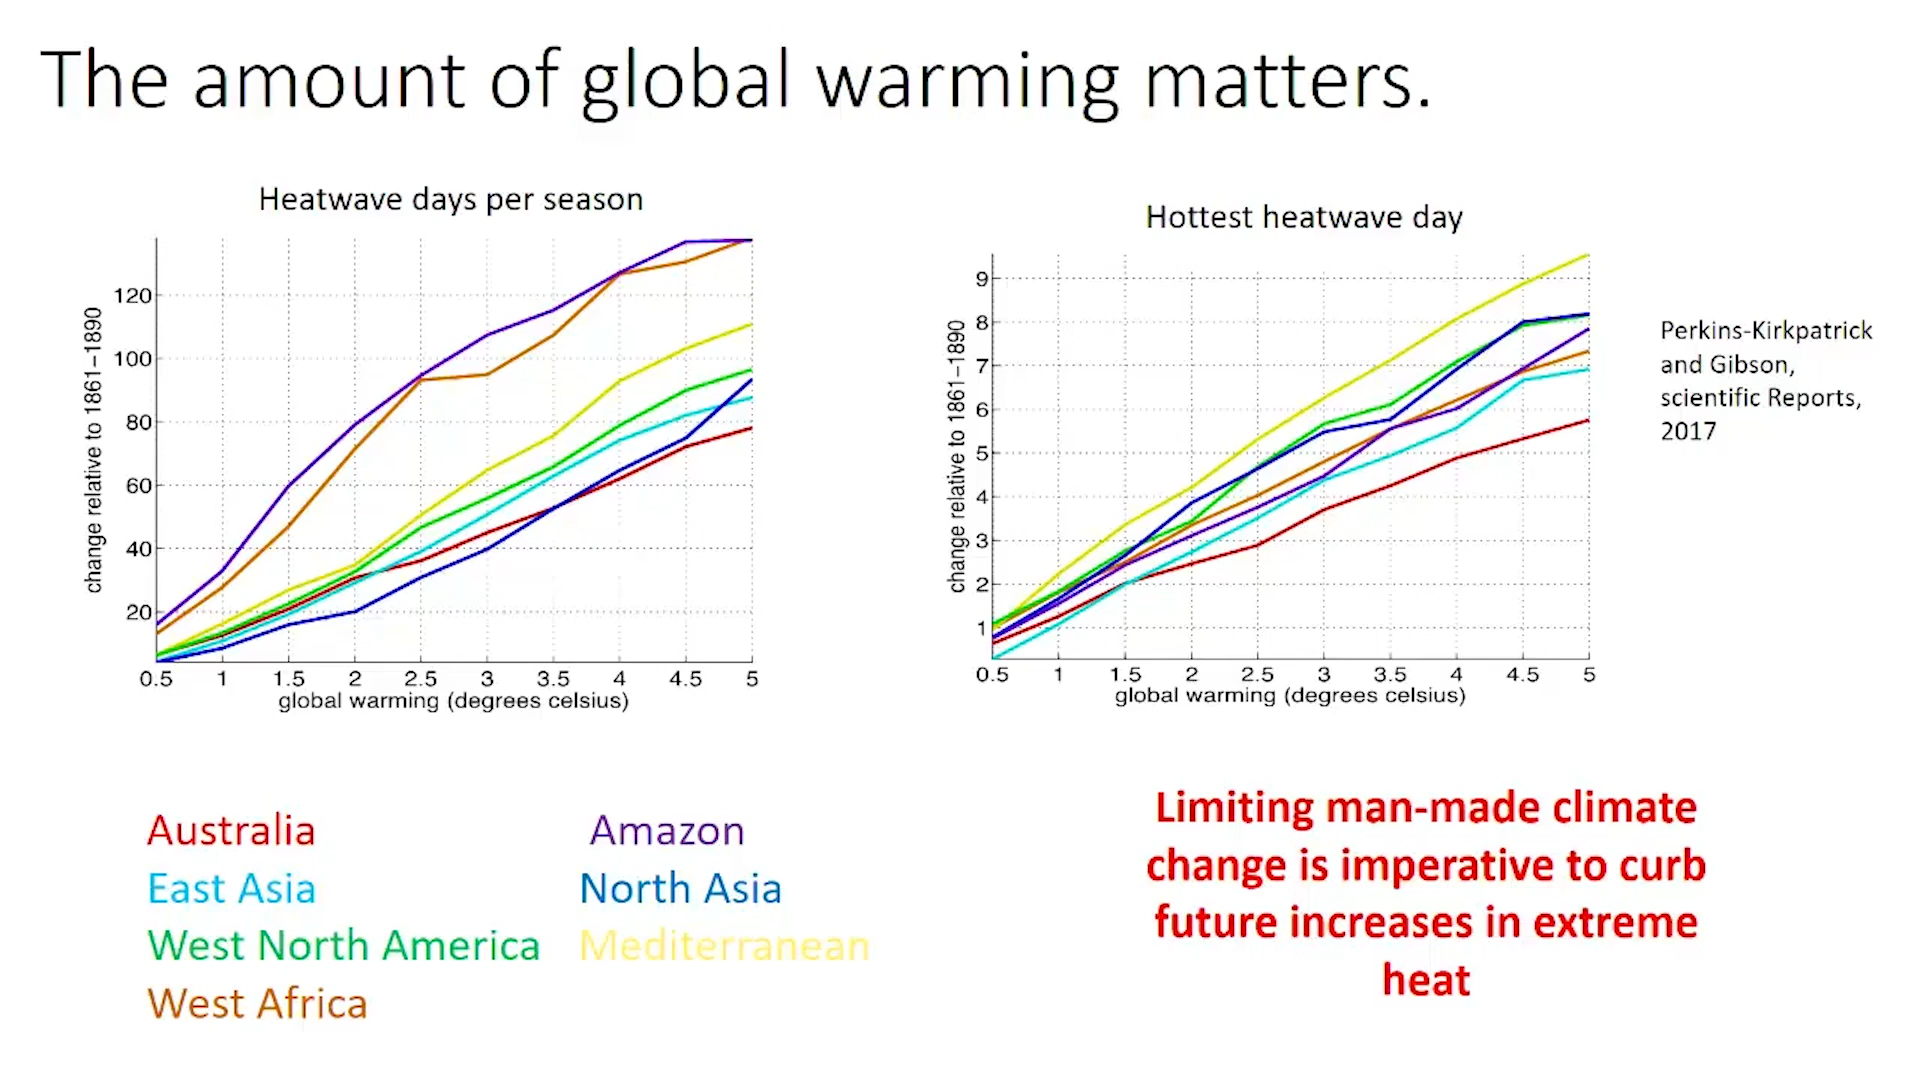 The amount of global warming matters.
Heatwave days per season
change relative to 1861−1890
120
100
80
60
40
20
0.5 1 1.5 2 2.5 3 3.5 4 4.5 5
global warming (degrees celsius)
Hottest heatwave day
change relative to 1861−1890
9
8
7
6
5
4
3
2
1
0.5 1 1.5 2 2.5 3 3.5 4 4.5 5
global warming (degrees celsius)
Perkins-Kirkpatrick
and Gibson,
scientific Reports,
2017
Australia
East Asia
West North America
West Africa
Amazon
North Asia
Mediterranean
Limiting man-made climate
change is imperative to curb
future increases in extreme
heat